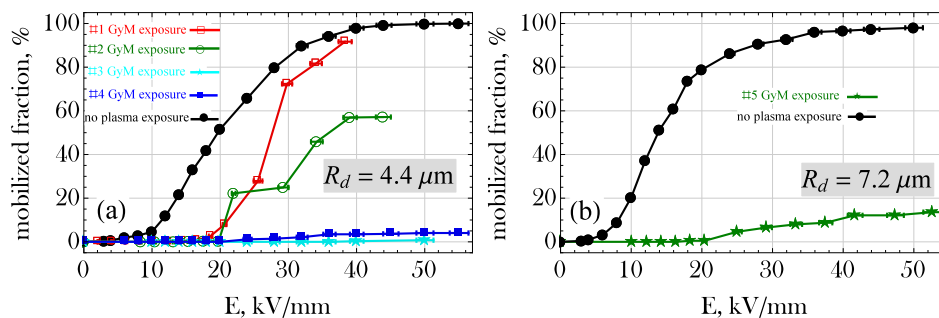 mobilized fraction, %
100
80
60
40
20
0
#1 GyM exposure
#2 GyM exposure
#3 GyM exposure
#4 GyM exposure
no plasma exposure
(a)
R_d = 4.4 μm
0 10 20 30 40 50
E, kV/mm
mobilized fraction, %
100
80
60
40
20
0
#5 GyM exposure
no plasma exposure
(b)
R_d = 7.2 μm
0 10 20 30 40 50
E, kV/mm